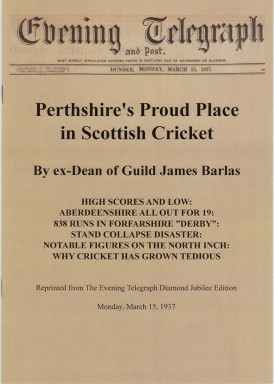 Evening Telegraph
and Post.
DUNDEE, MONDAY, MARCH 15, 1937.
Perthshire's Proud Place
in Scottish Cricket
By ex-Dean of Guild James Barlas
HIGH SCORES AND LOW:
ABERDEENSHIRE ALL OUT FOR 19:
838 RUNS IN FORFARSHIRE "DERBY":
STAND COLLAPSE DISASTER:
NOTABLE FIGURES ON THE NORTH INCH:
WHY CRICKET HAS GROWN TEDIOUS
Reprinted from The Evening Telegraph Diamond Jubilee Edition
Monday, March 15, 1937